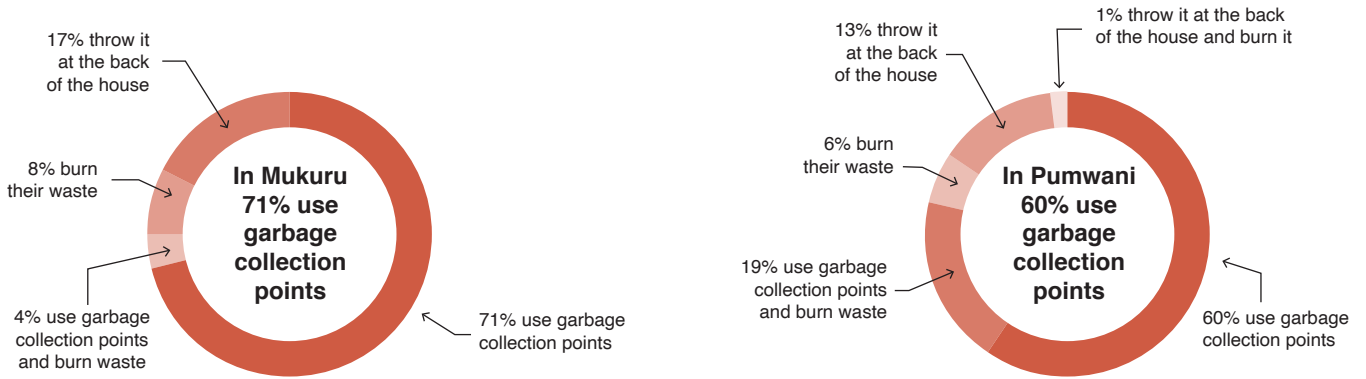 17% throw it
at the back
of the house
8% burn
their waste
4% use garbage
collection points
and burn waste
In Mukuru
71% use
garbage
collection
points
71% use garbage
collection points
13% throw it
at the back
of the house
1% throw it at the back
of the house and burn it
6% burn
their waste
19% use garbage
collection points
and burn waste
In Pumwani
60% use
garbage
collection
points
60% use garbage
collection points